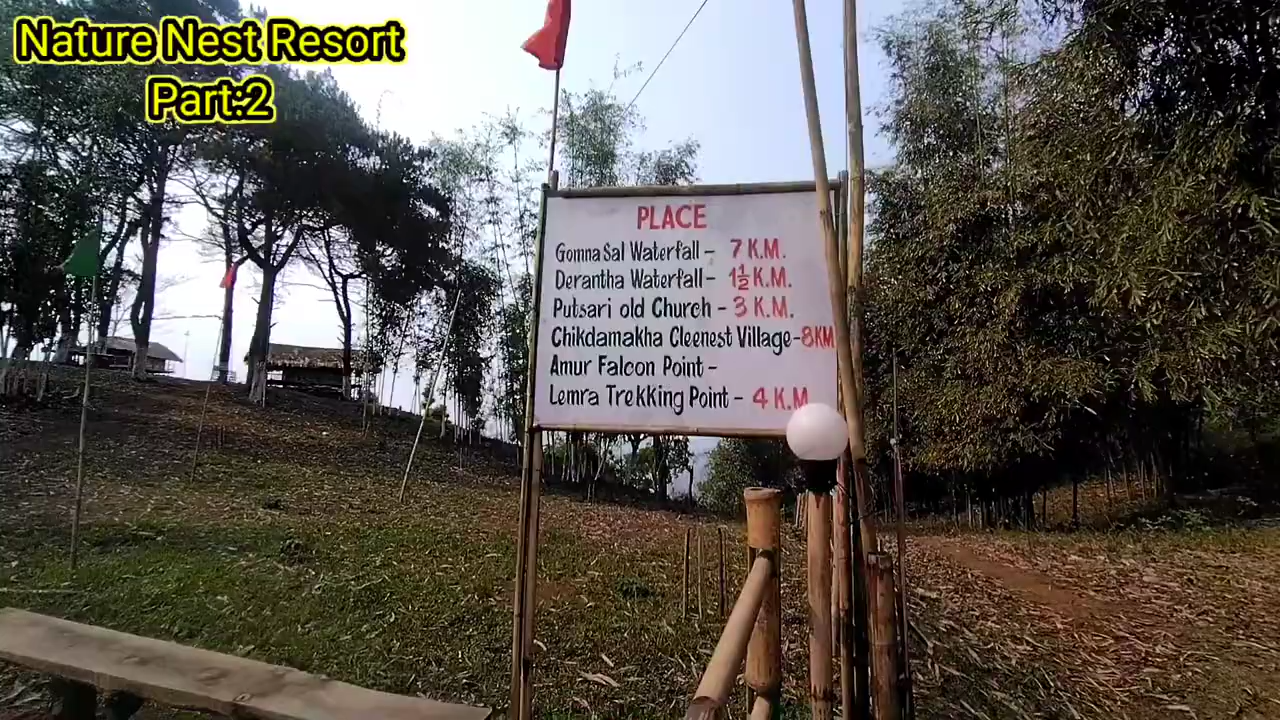 Nature Nest Resort
Part:2
PLACE
Gomna Sal Waterfall - 7 K.M.
Derantha Waterfall - 1½ K.M.
Putsari old Church - 3 K.M.
Chikdamakha Cleenest Village - 8KM
Amur Falcon Point -
Lemra Trekking Point - 4 K.M